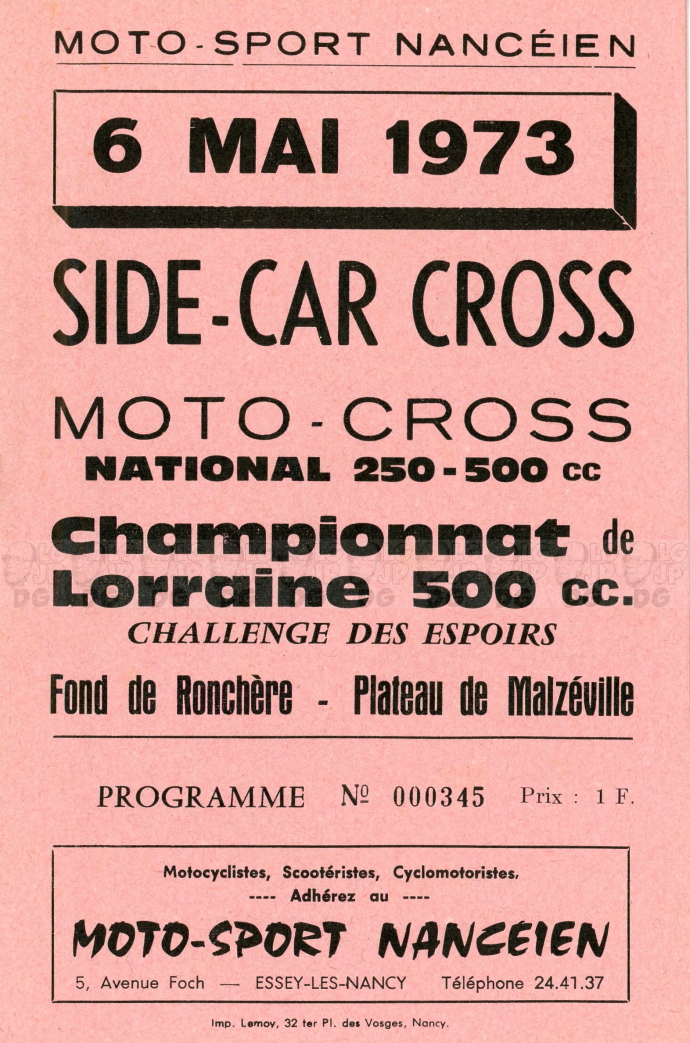 MOTO-SPORT NANCÉIEN
6 MAI 1973
SIDE-CAR CROSS
MOTO-CROSS
NATIONAL 250-500 cc
Championnat de
Lorraine 500 cc.
CHALLENGE DES ESPOIRS
Fond de Ronchère - Plateau de Malzéville
PROGRAMME Nº 000345 Prix : 1 F.
Motocyclistes, Scootéristes, Cyclomotoristes.
---- Adhérez au ----
MOTO-SPORT NANCEIEN
5, Avenue Foch — ESSEY-LES-NANCY Téléphone 24.41.37
Imp. Lemoy, 32 ter Pl. des Vosges, Nancy.